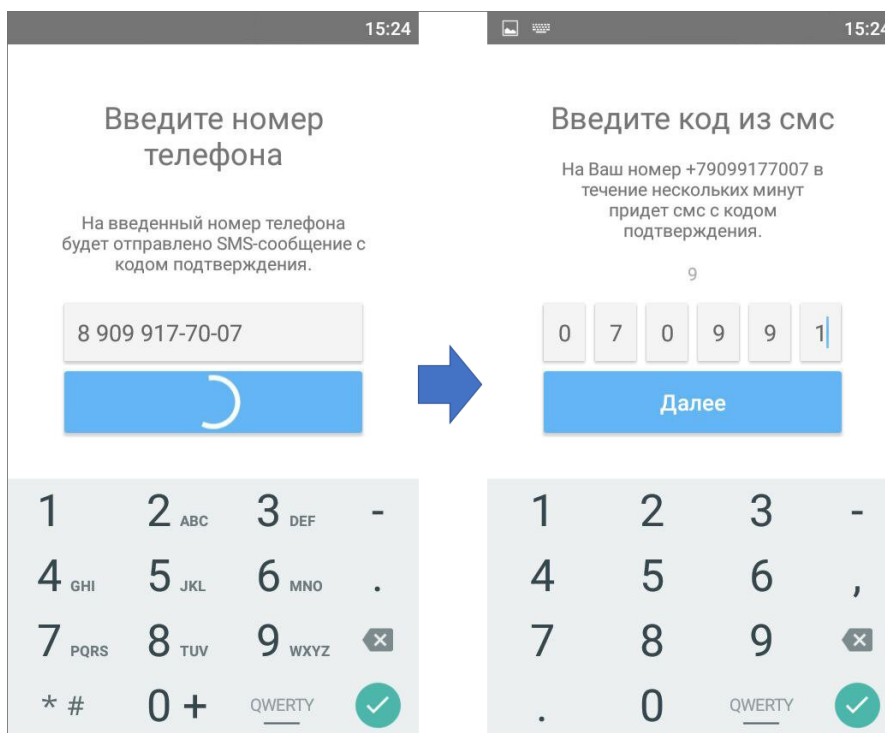 15:24
Введите номер
телефона
На введенный номер телефона
будет отправлено SMS-сообщение с
кодом подтверждения.
8 909 917-70-07
1 2 ABC 3 DEF -
4 GHI 5 JKL 6 MNO .
7 PQRS 8 TUV 9 WXYZ
* # 0 + QWERTY
15:24
Введите код из смс
На Ваш номер +79099177007 в
течение нескольких минут
придет смс с кодом
подтверждения.
9
0 7 0 9 9 1
Далее
1 2 3 -
4 5 6 ,
7 8 9
. 0 QWERTY